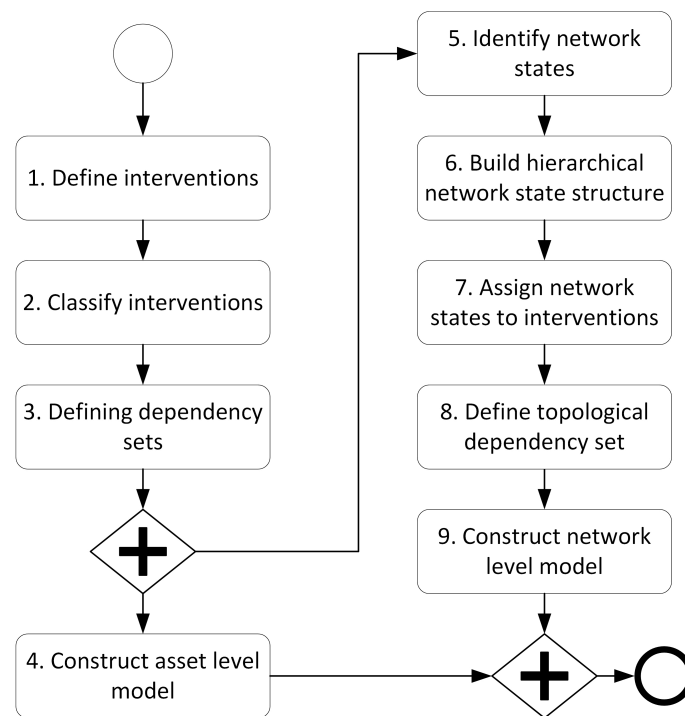 1. Define interventions
2. Classify interventions
3. Defining dependency
sets
4. Construct asset level
model
5. Identify network
states
6. Build hierarchical
network state structure
7. Assign network
states to interventions
8. Define topological
dependency set
9. Construct network
level model